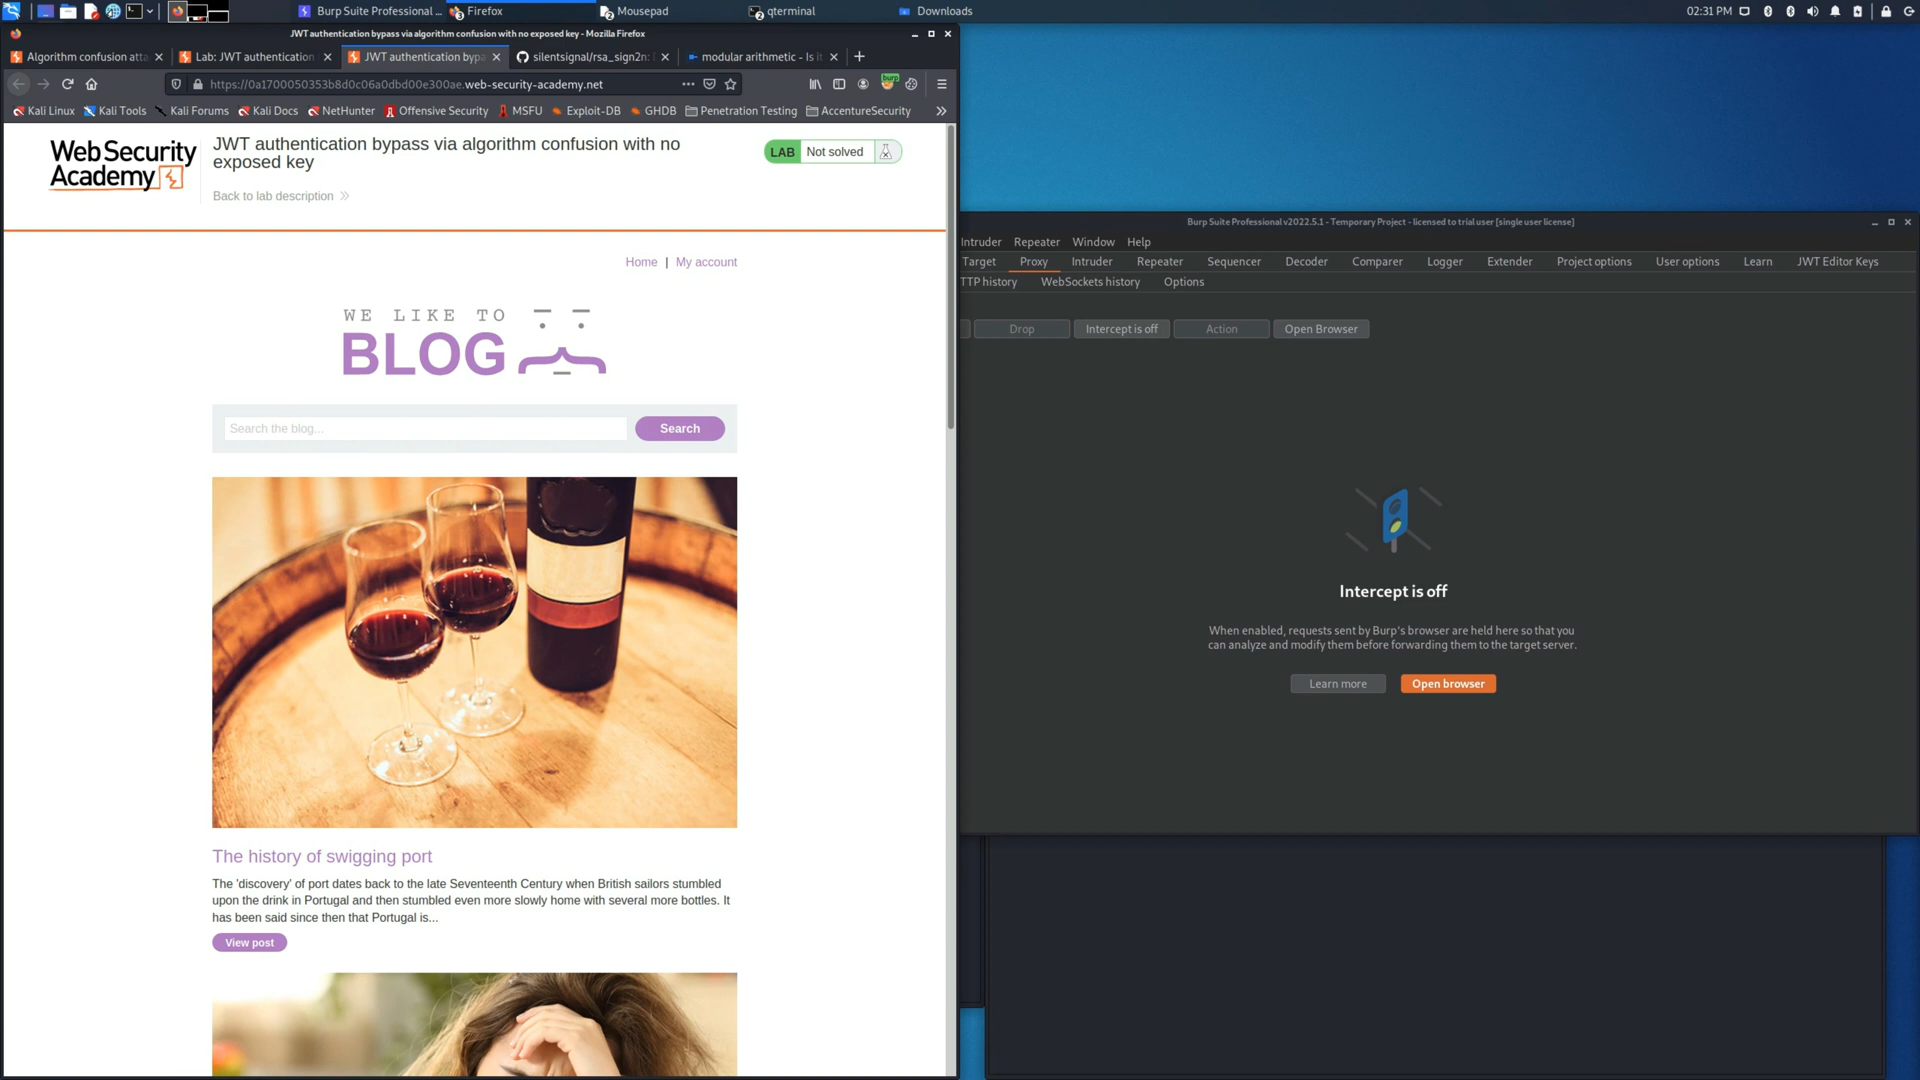 Burp Suite Professional ...
3 Firefox
2 Mousepad
2 qterminal
Downloads
02:31 PM
JWT authentication bypass via algorithm confusion with no exposed key - Mozilla Firefox
Algorithm confusion atta
Lab: JWT authentication
JWT authentication bypa
silentsignal/rsa_sign2n:
modular arithmetic - Is it
https://0a1700050353b8d0c06a0dbd00e300ae.web-security-academy.net
burp
Kali Linux
Kali Tools
Kali Forums
Kali Docs
NetHunter
Offensive Security
MSFU
Exploit-DB
GHDB
Penetration Testing
AccentureSecurity
Web Security
Academy
JWT authentication bypass via algorithm confusion with no
exposed key
Back to lab description
LAB Not solved
Home | My account
WE LIKE TO
BLOG
Search the blog...
Search
The history of swigging port
The 'discovery' of port dates back to the late Seventeenth Century when British sailors stumbled
upon the drink in Portugal and then stumbled even more slowly home with several more bottles. It
has been said since then that Portugal is...
View post
Burp Suite Professional v2022.5.1 - Temporary Project - licensed to trial user [single user license]
Intruder Repeater Window Help
Target Proxy Intruder Repeater Sequencer Decoder Comparer Logger Extender Project options User options Learn JWT Editor Keys
TTP history WebSockets history Options
Drop Intercept is off Action Open Browser
Intercept is off
When enabled, requests sent by Burp's browser are held here so that you
can analyze and modify them before forwarding them to the target server.
Learn more Open browser